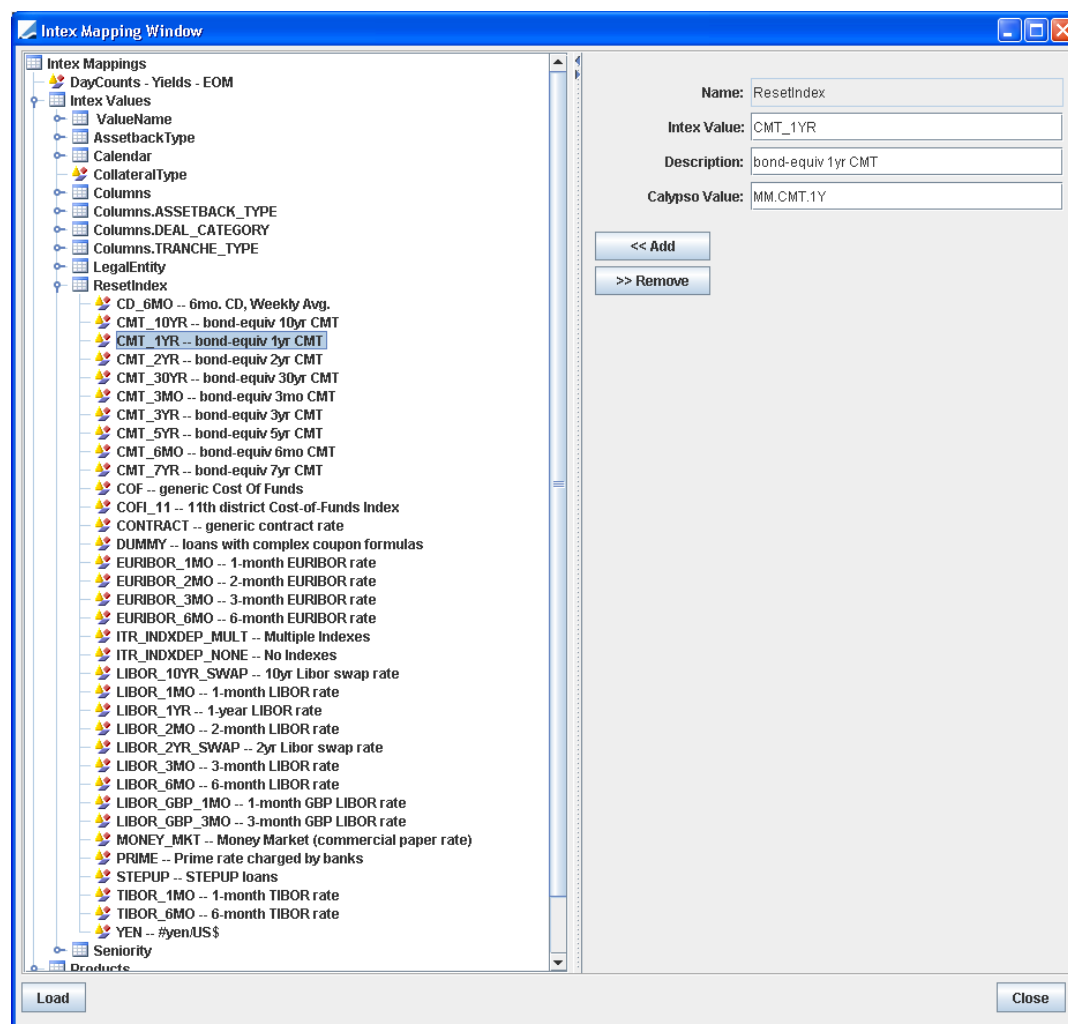 Intex Mapping Window
Intex Mappings
DayCounts - Yields - EOM
Intex Values
ValueName
AssetbackType
Calendar
CollateralType
Columns
Columns.ASSETBACK_TYPE
Columns.DEAL_CATEGORY
Columns.TRANCHE_TYPE
LegalEntity
ResetIndex
CD_6MO -- 6mo. CD, Weekly Avg.
CMT_10YR -- bond-equiv 10yr CMT
CMT_1YR -- bond-equiv 1yr CMT
CMT_2YR -- bond-equiv 2yr CMT
CMT_30YR -- bond-equiv 30yr CMT
CMT_3MO -- bond-equiv 3mo CMT
CMT_3YR -- bond-equiv 3yr CMT
CMT_5YR -- bond-equiv 5yr CMT
CMT_6MO -- bond-equiv 6mo CMT
CMT_7YR -- bond-equiv 7yr CMT
COF -- generic Cost Of Funds
COFI_11 -- 11th district Cost-of-Funds Index
CONTRACT -- generic contract rate
DUMMY -- loans with complex coupon formulas
EURIBOR_1MO -- 1-month EURIBOR rate
EURIBOR_2MO -- 2-month EURIBOR rate
EURIBOR_3MO -- 3-month EURIBOR rate
EURIBOR_6MO -- 6-month EURIBOR rate
ITR_INDXDEP_MULT -- Multiple Indexes
ITR_INDXDEP_NONE -- No Indexes
LIBOR_10YR_SWAP -- 10yr Libor swap rate
LIBOR_1MO -- 1-month LIBOR rate
LIBOR_1YR -- 1-year LIBOR rate
LIBOR_2MO -- 2-month LIBOR rate
LIBOR_2YR_SWAP -- 2yr Libor swap rate
LIBOR_3MO -- 3-month LIBOR rate
LIBOR_6MO -- 6-month LIBOR rate
LIBOR_GBP_1MO -- 1-month GBP LIBOR rate
LIBOR_GBP_3MO -- 3-month GBP LIBOR rate
MONEY_MKT -- Money Market (commercial paper rate)
PRIME -- Prime rate charged by banks
STEPUP -- STEPUP loans
TIBOR_1MO -- 1-month TIBOR rate
TIBOR_6MO -- 6-month TIBOR rate
YEN -- #yen/US$
Seniority
Products
Name: ResetIndex
Intex Value: CMT_1YR
Description: bond-equiv 1yr CMT
Calypso Value: MM.CMT.1Y
<< Add
>> Remove
Load
Close